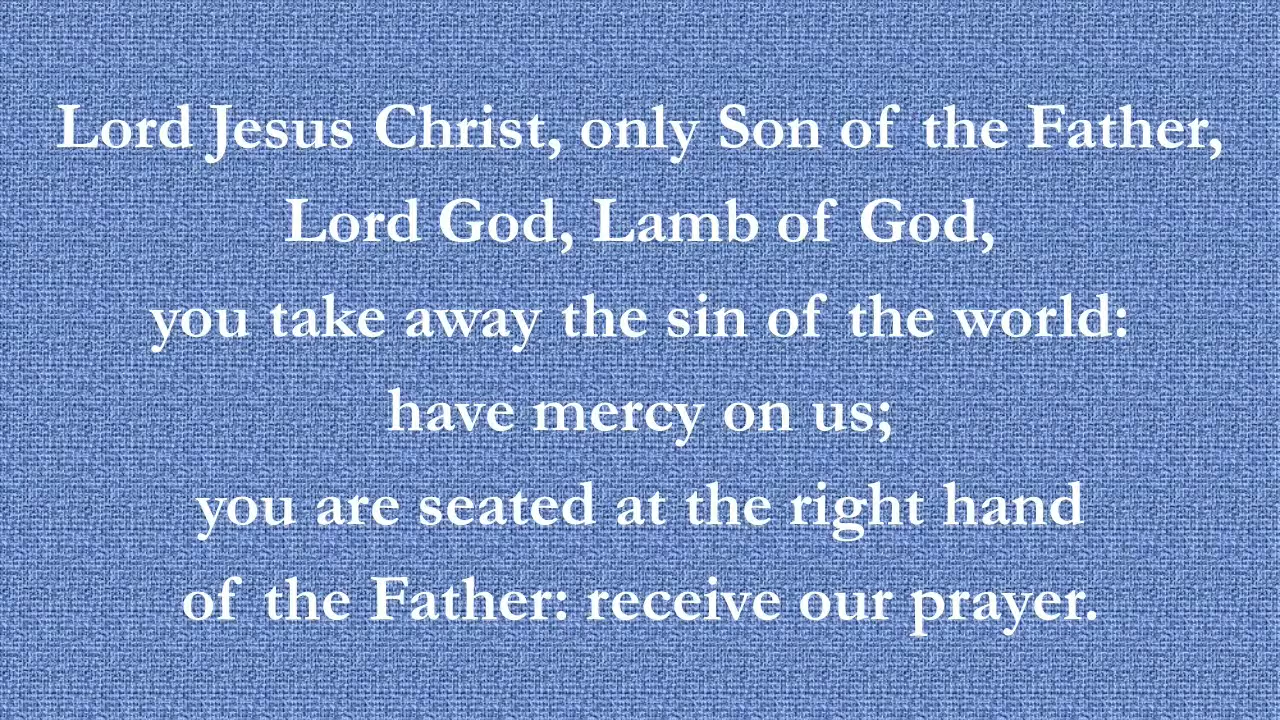 Lord Jesus Christ, only Son of the Father,
Lord God, Lamb of God,
you take away the sin of the world:
have mercy on us;
you are seated at the right hand
of the Father: receive our prayer.